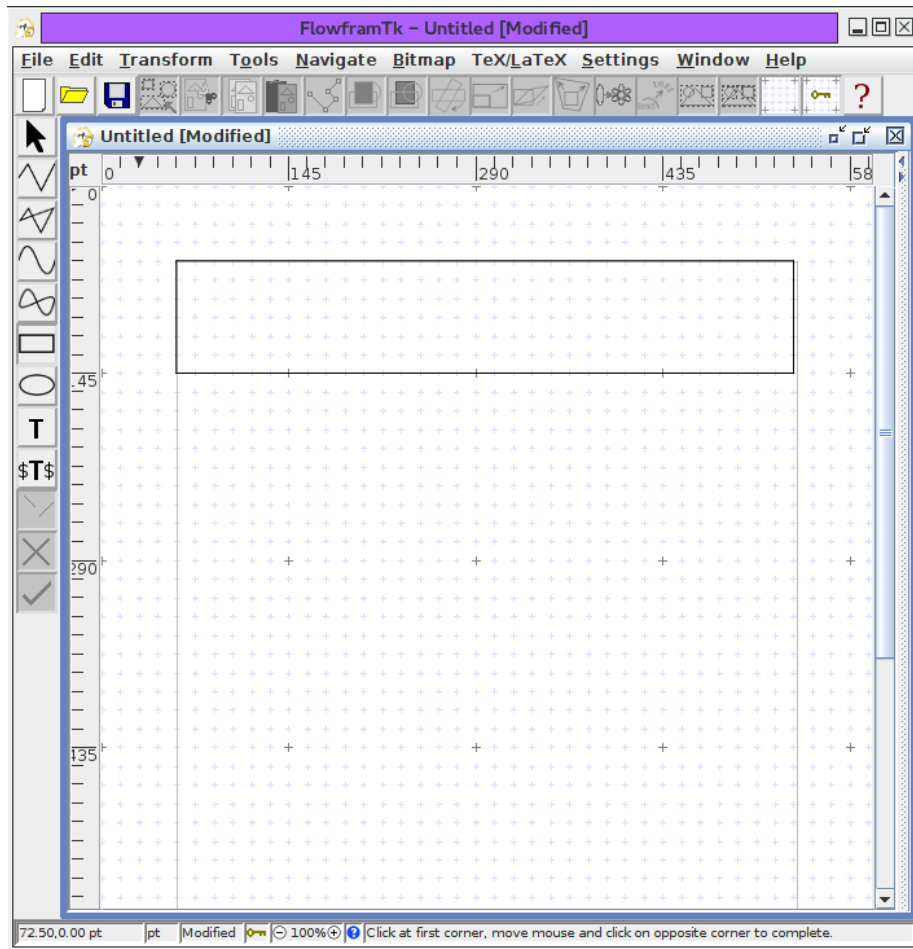 FlowframTk – Untitled [Modified]
File Edit Transform Tools Navigate Bitmap TeX/LaTeX Settings Window Help
?
Untitled [Modified]
pt 0 145 290 435 58
0
.45
T
$T$
290
435
72.50,0.00 pt pt Modified 100% ? Click at first corner, move mouse and click on opposite corner to complete.